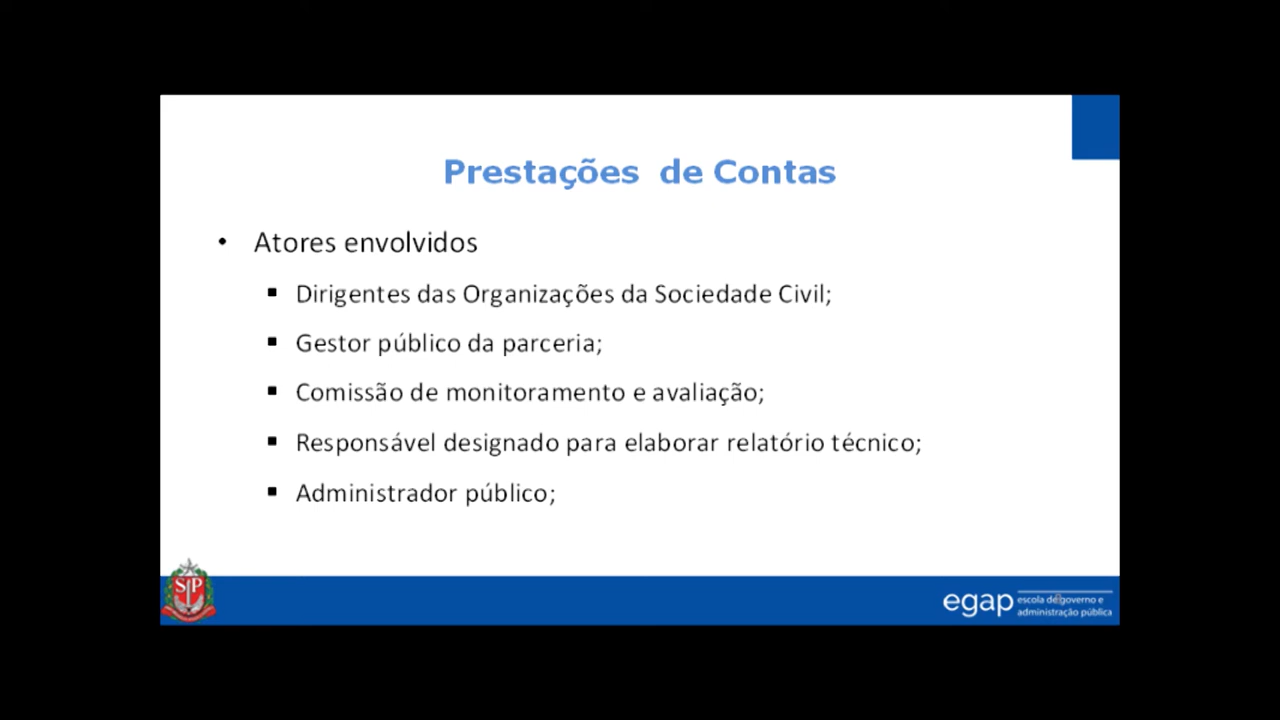 Prestações de Contas
• Atores envolvidos
▪ Dirigentes das Organizações da Sociedade Civil;
▪ Gestor público da parceria;
▪ Comissão de monitoramento e avaliação;
▪ Responsável designado para elaborar relatório técnico;
▪ Administrador público;
SP
egap
escola de governo e
administração pública